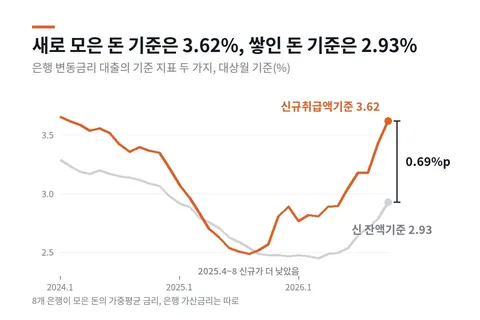 새로 모은 돈 기준은 3.62%, 쌓인 돈 기준은 2.93%
은행 변동금리 대출의 기준 지표 두 가지, 대상월 기준(%)
신규취급액기준 3.62
3.5
0.69%p
3.0
신 잔액기준 2.93
2.5
2025.4~8 신규가 더 낮았음
2024.1
2025.1
2026.1
8개 은행이 모은 돈의 가중평균 금리, 은행 가산금리는 따로